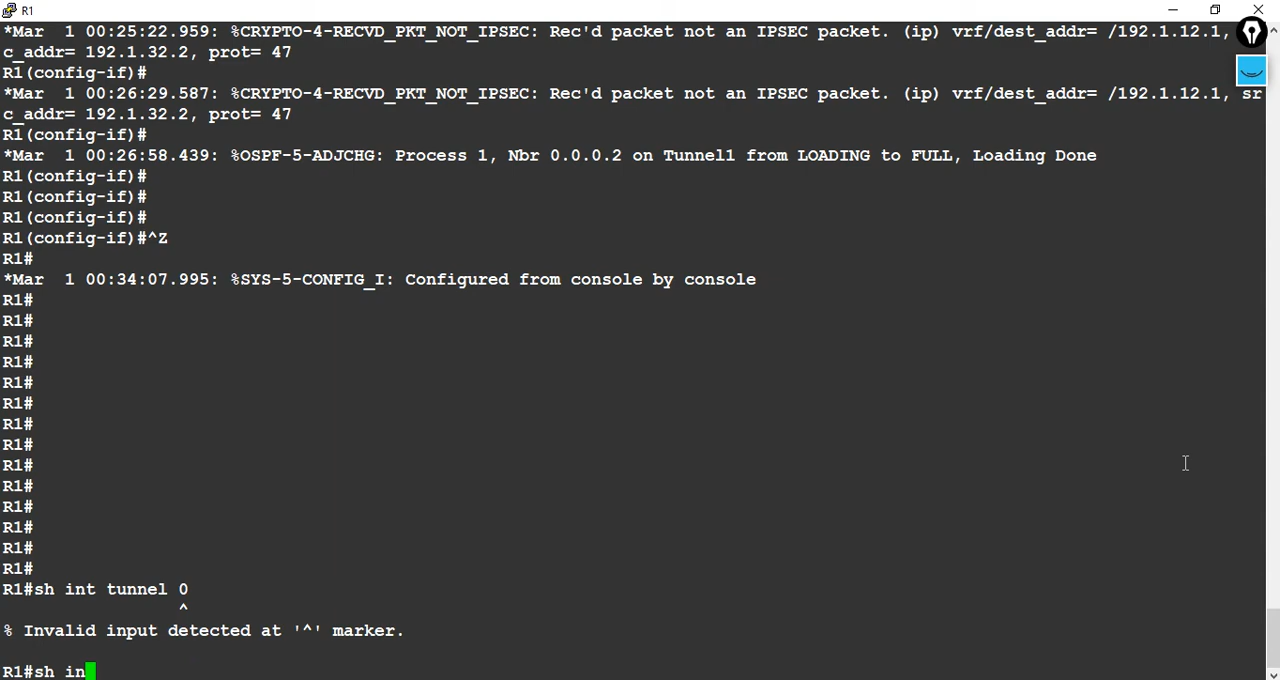 R1
*Mar  1 00:25:22.959: %CRYPTO-4-RECVD_PKT_NOT_IPSEC: Rec'd packet not an IPSEC packet. (ip) vrf/dest_addr= /192.1.12.1,
c_addr= 192.1.32.2, prot= 47
R1(config-if)#
*Mar  1 00:26:29.587: %CRYPTO-4-RECVD_PKT_NOT_IPSEC: Rec'd packet not an IPSEC packet. (ip) vrf/dest_addr= /192.1.12.1, sr
c_addr= 192.1.32.2, prot= 47
R1(config-if)#
*Mar  1 00:26:58.439: %OSPF-5-ADJCHG: Process 1, Nbr 0.0.0.2 on Tunnel1 from LOADING to FULL, Loading Done
R1(config-if)#
R1(config-if)#
R1(config-if)#
R1(config-if)#^Z
R1#
*Mar  1 00:34:07.995: %SYS-5-CONFIG_I: Configured from console by console
R1#
R1#
R1#
R1#
R1#
R1#
R1#
R1#
R1#
R1#
R1#
R1#
R1#
R1#
R1#sh int tunnel 0
^
% Invalid input detected at '^' marker.
R1#sh in